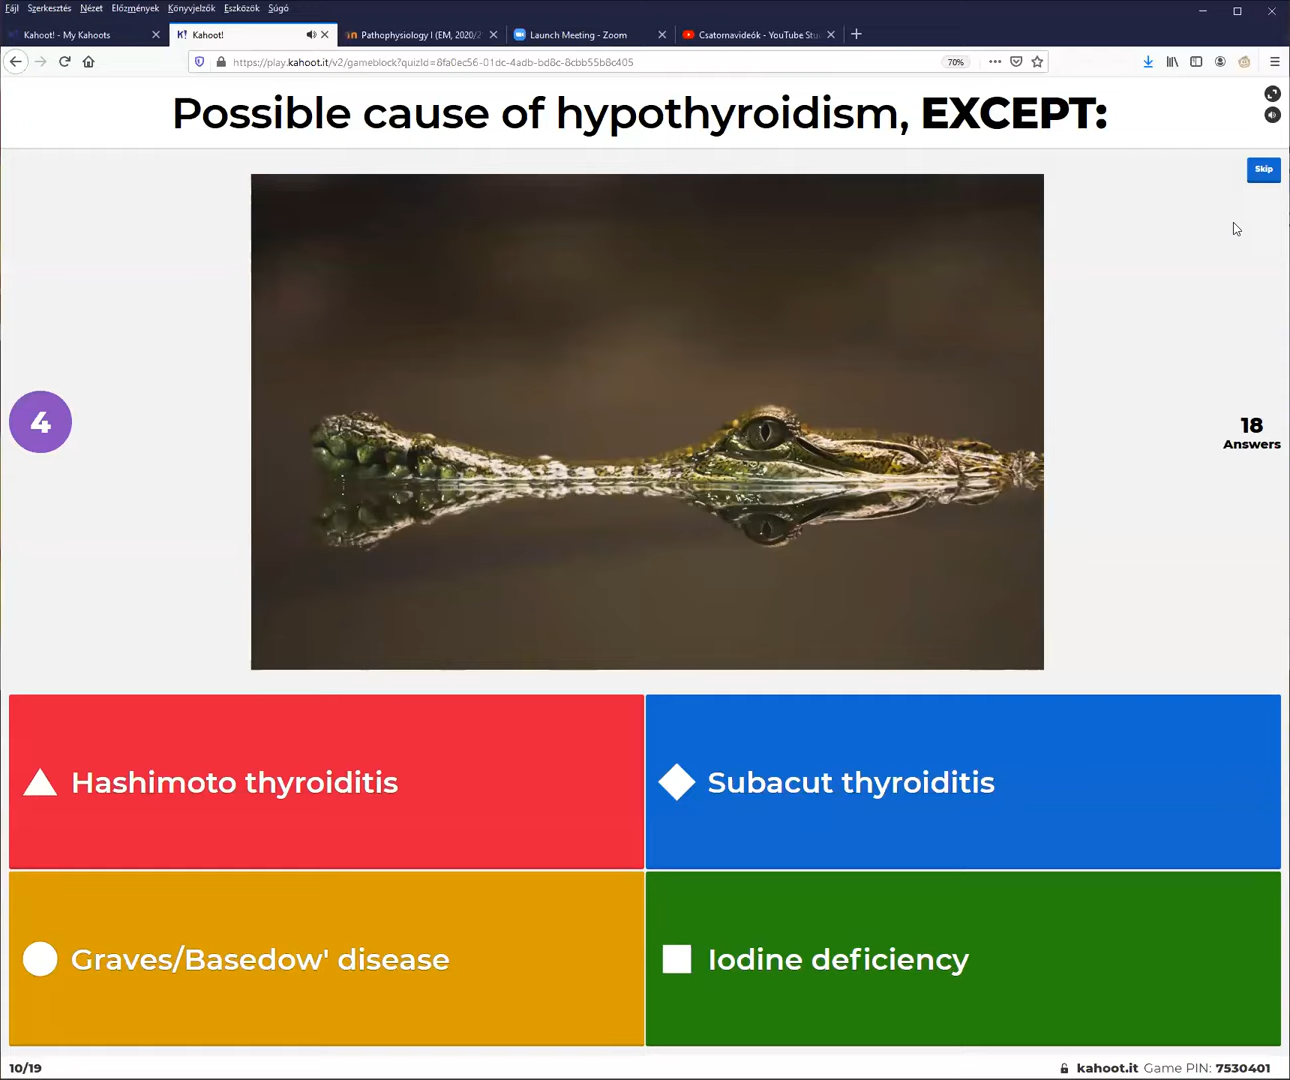 Fájl Szerkesztés Nézet Előzmények Könyvjelzők Eszközök Súgó
Kahoot! - My Kahoots
K! Kahoot!
Pathophysiology I (EM, 2020/2
Launch Meeting - Zoom
Csatornavideók - YouTube Stu
https://play.kahoot.it/v2/gameblock?quizId=8fa0ec56-01dc-4adb-bd8c-8cbb55b8c405
70%
Possible cause of hypothyroidism, EXCEPT:
Skip
4
18
Answers
Hashimoto thyroiditis
Subacut thyroiditis
Graves/Basedow' disease
Iodine deficiency
10/19
kahoot.it Game PIN: 7530401